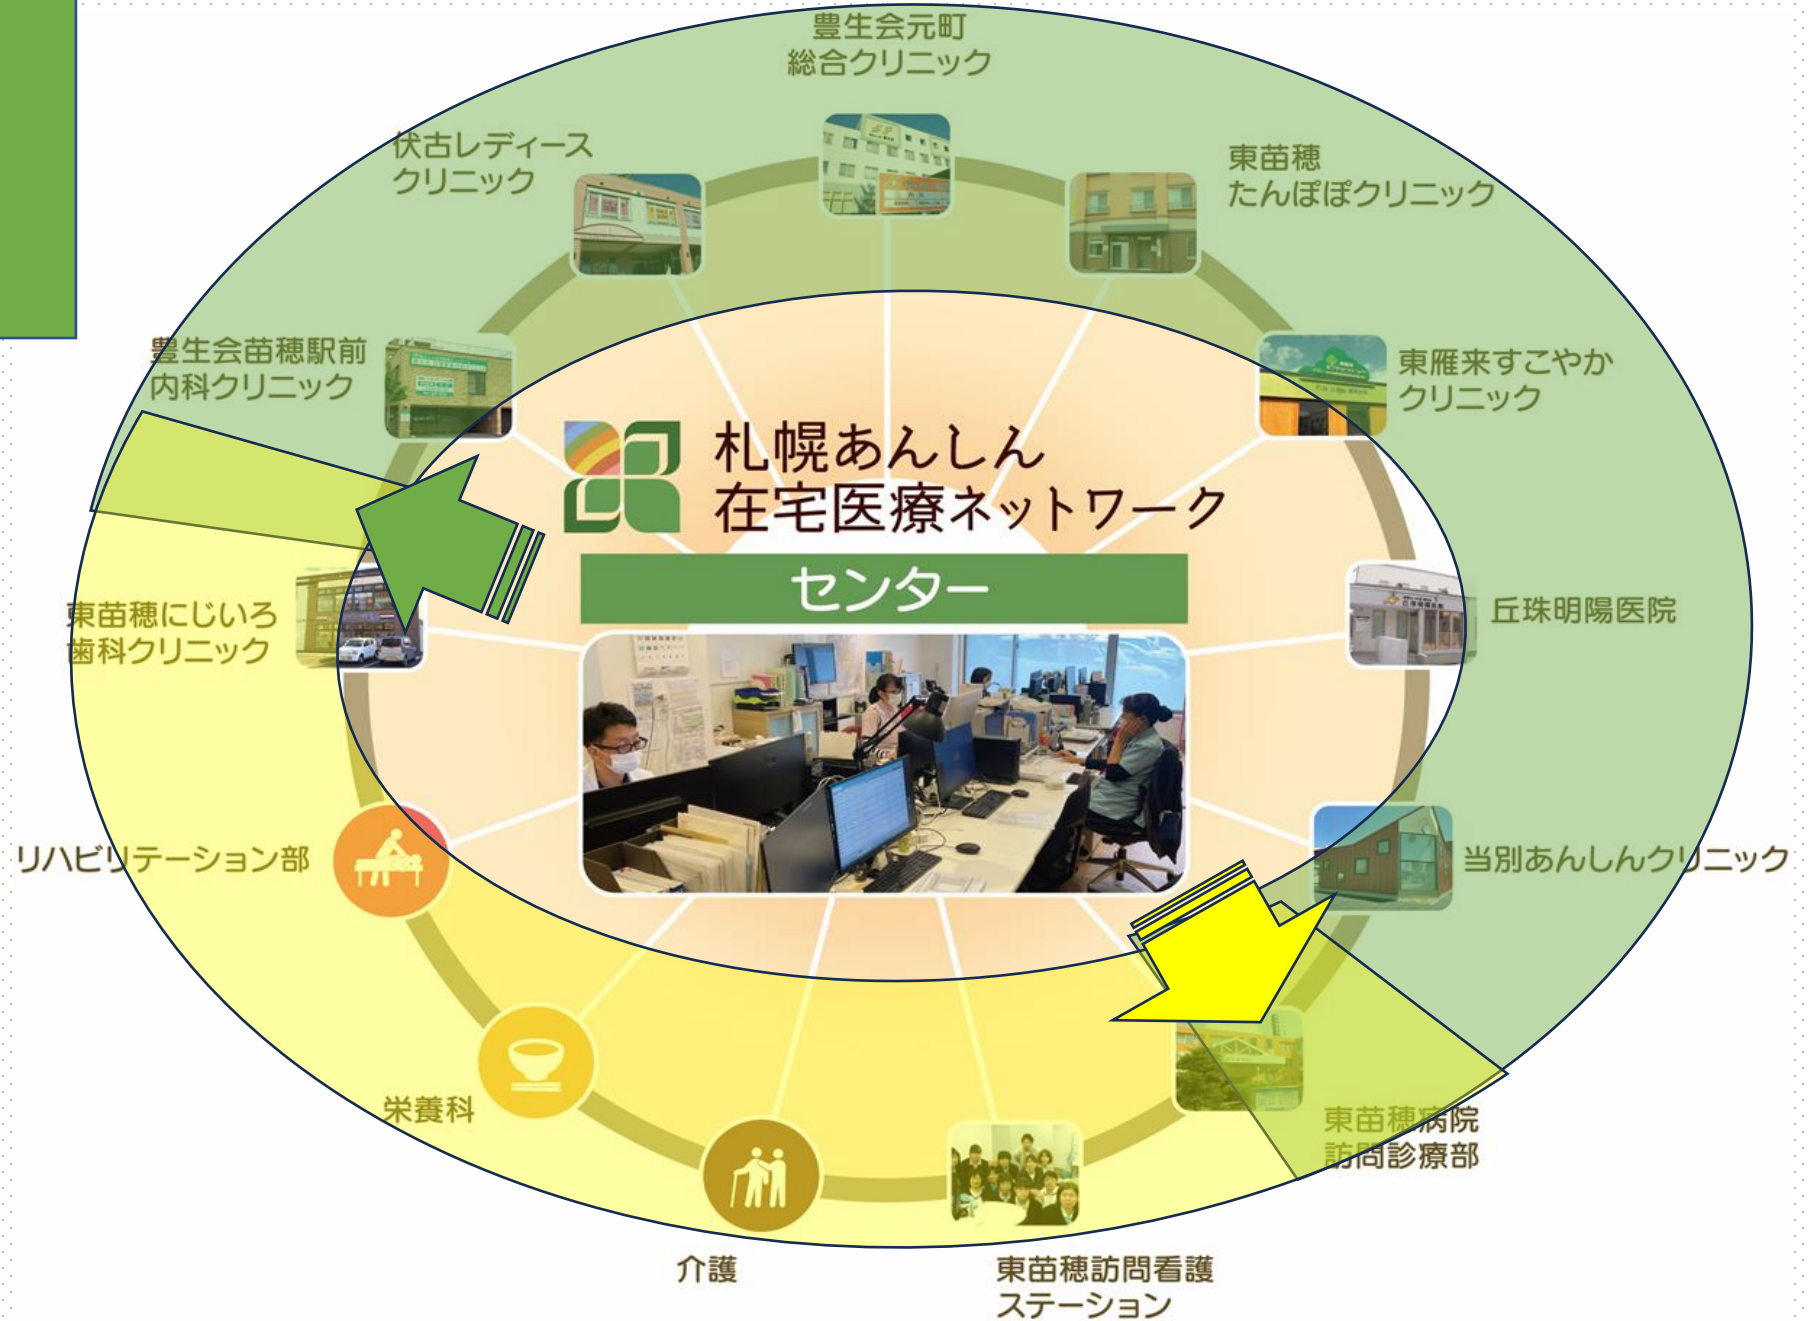 豊生会元町
総合クリニック
伏古レディース
クリニック
東苗穂
たんぽぽクリニック
豊生会苗穂駅前
内科クリニック
東雁来すこやか
クリニック
札幌あんしん
在宅医療ネットワーク
センター
東苗穂にじいろ
歯科クリニック
丘珠明陽医院
リハビリテーション部
当別あんしんクリニック
栄養科
東苗穂病院
訪問診療部
介護
東苗穂訪問看護
ステーション